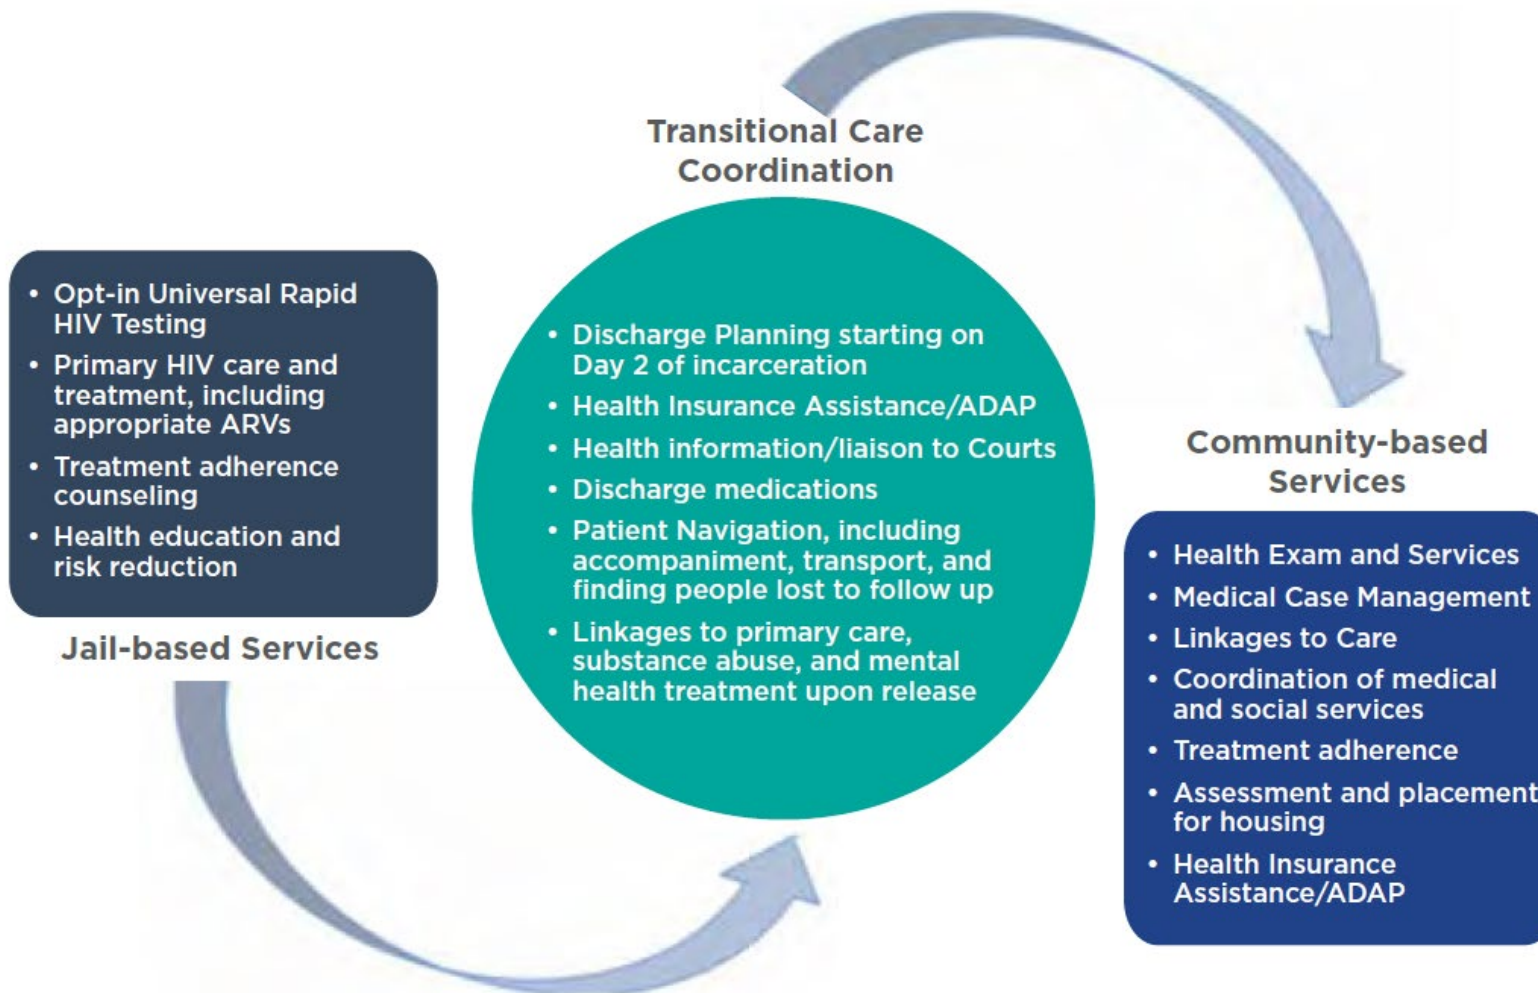 Transitional Care
Coordination
• Opt-in Universal Rapid
HIV Testing
• Primary HIV care and
treatment, including
appropriate ARVs
• Treatment adherence
counseling
• Health education and
risk reduction
Jail-based Services
• Discharge Planning starting on
Day 2 of incarceration
• Health Insurance Assistance/ADAP
• Health information/liaison to Courts
• Discharge medications
• Patient Navigation, including
accompaniment, transport, and
finding people lost to follow up
• Linkages to primary care,
substance abuse, and mental
health treatment upon release
Community-based
Services
• Health Exam and Services
• Medical Case Management
• Linkages to Care
• Coordination of medical
and social services
• Treatment adherence
• Assessment and placement
for housing
• Health Insurance
Assistance/ADAP